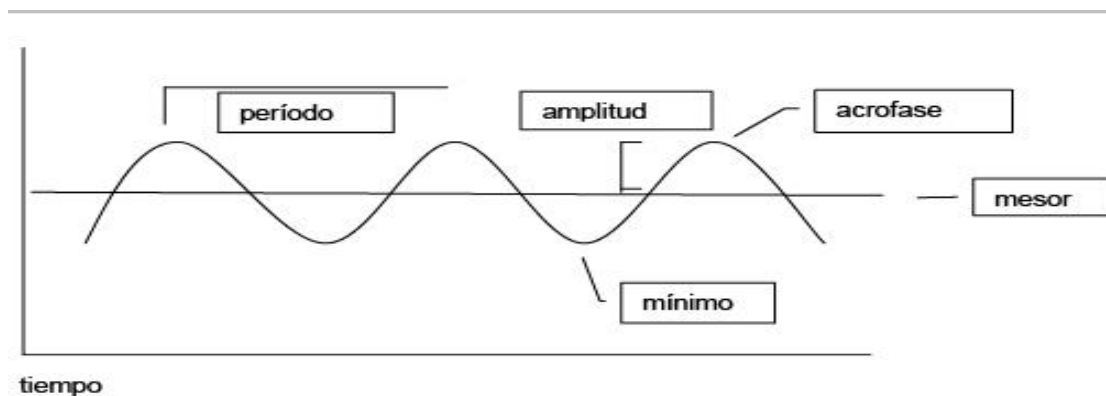 período
amplitud
acrofase
mesor
mínimo
tiempo